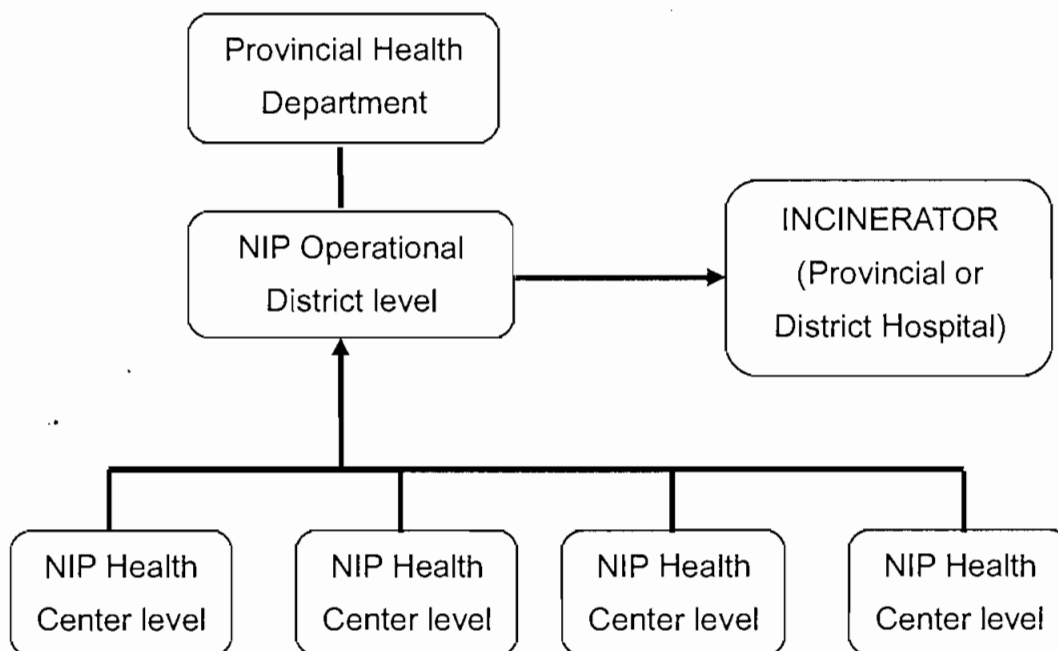 Provincial Health
Department
NIP Operational
District level
INCINERATOR
(Provincial or
District Hospital)
NIP Health
Center level
NIP Health
Center level
NIP Health
Center level
NIP Health
Center level